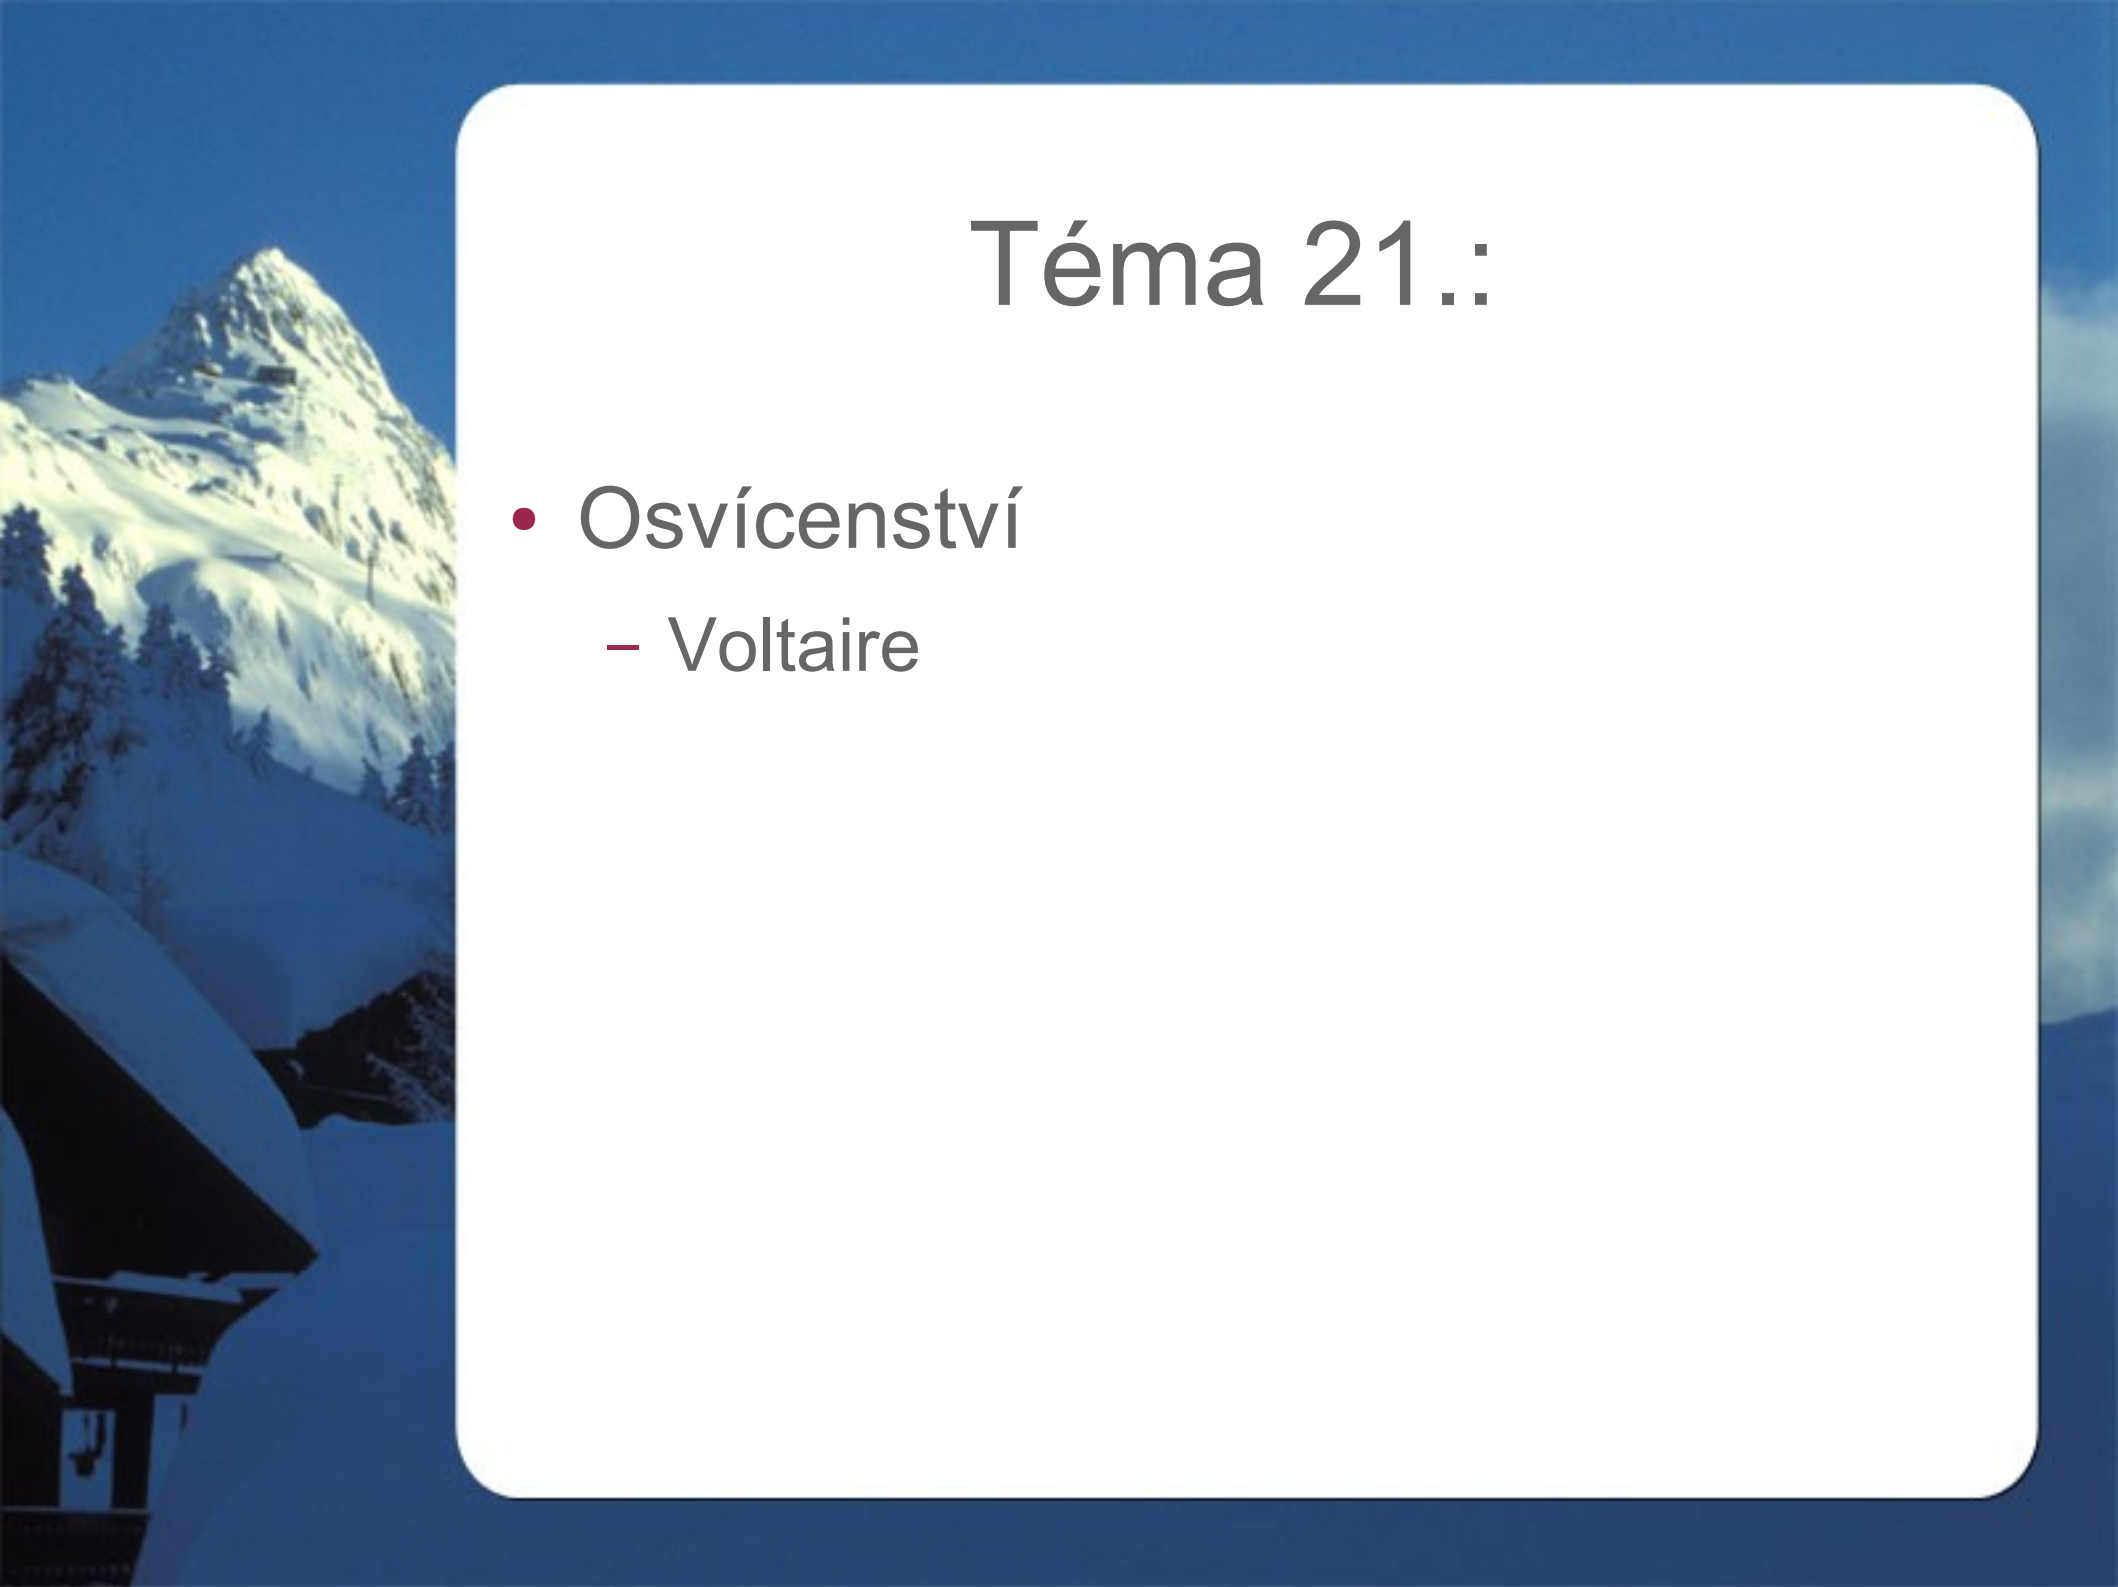 Téma 21.:
• Osvícenství
– Voltaire